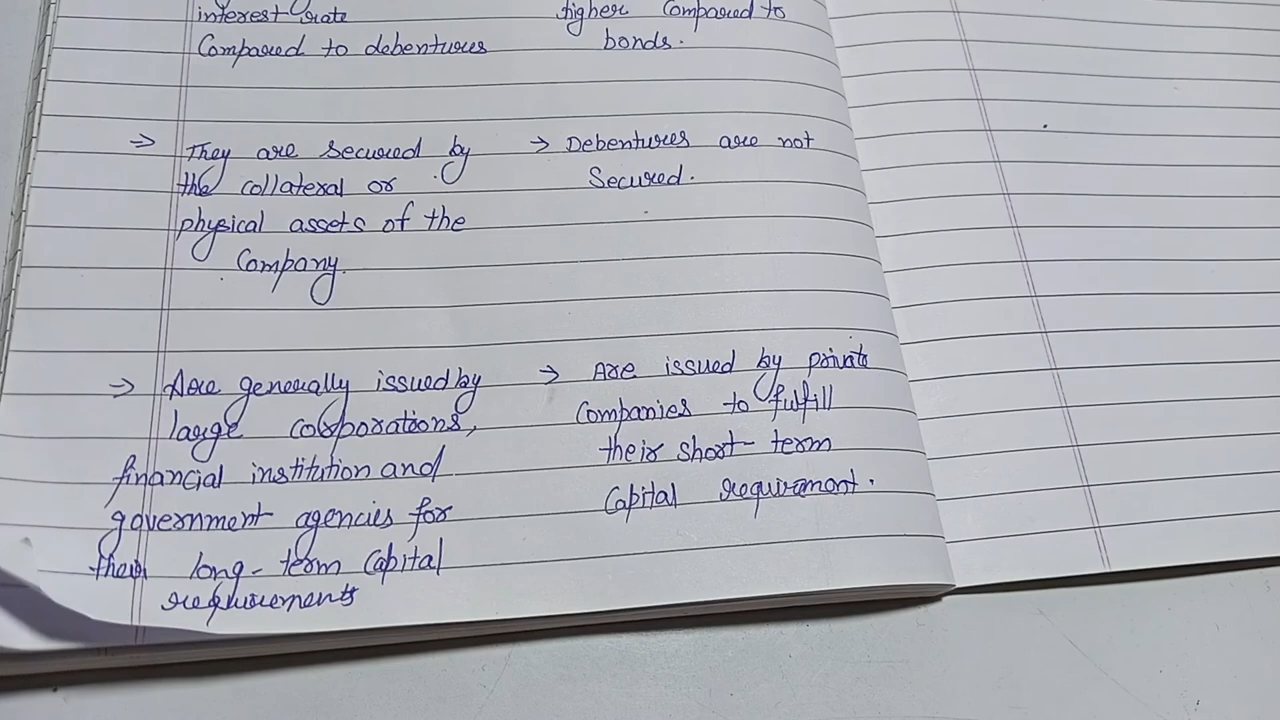 interest rate
Compared to debentures
higher Compared to
bonds.
⇒ They are secured by
the collateral or
physical assets of the
Company.
→ Debentures are not
Secured.
⇒ Are generally issued by
large corporations,
financial institution and
government agencies for
their long-term Capital
requirements
→ Are issued by private
Companies to fulfill
their short-term
Capital requirement.